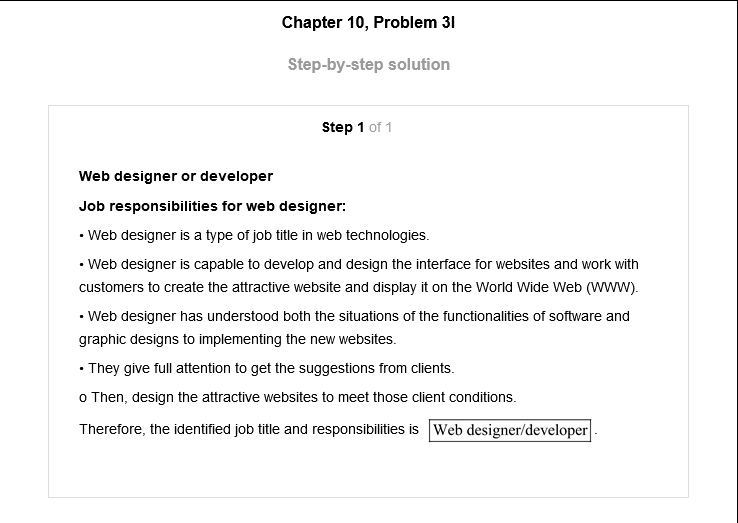 Chapter 10, Problem 3I
Step-by-step solution
Step 1 of 1
Web designer or developer
Job responsibilities for web designer:
• Web designer is a type of job title in web technologies.
• Web designer is capable to develop and design the interface for websites and work with
customers to create the attractive website and display it on the World Wide Web (WWW).
• Web designer has understood both the situations of the functionalities of software and
graphic designs to implementing the new websites.
• They give full attention to get the suggestions from clients.
o Then, design the attractive websites to meet those client conditions.
Therefore, the identified job title and responsibilities is Web designer/developer .